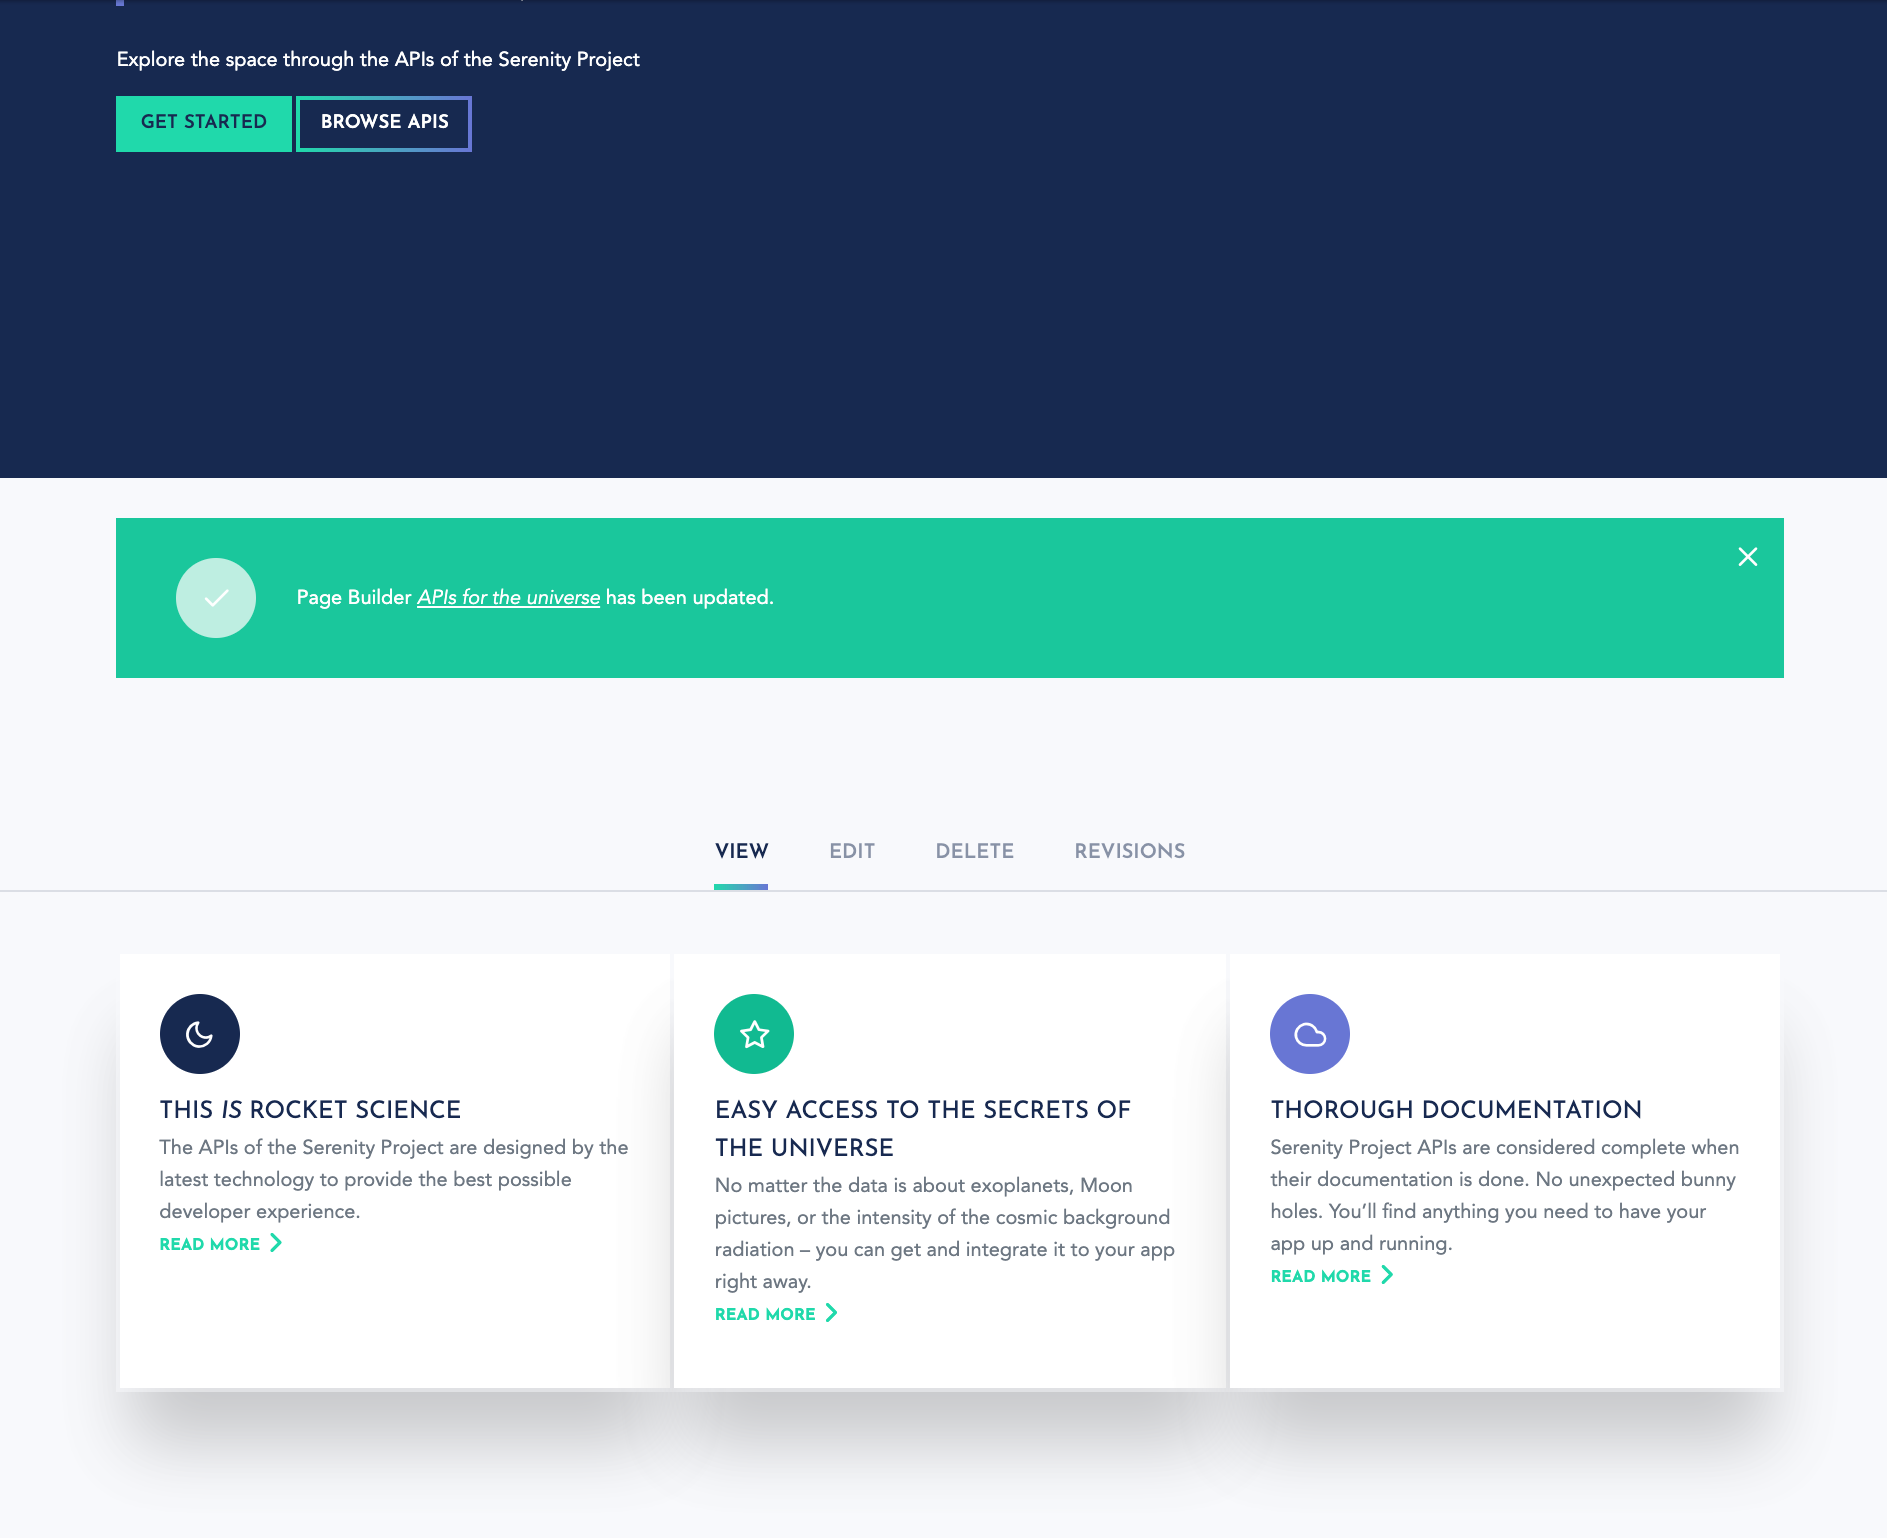 Explore the space through the APIs of the Serenity Project
GET STARTED
BROWSE APIS
Page Builder APIs for the universe has been updated.
VIEW
EDIT
DELETE
REVISIONS
THIS IS ROCKET SCIENCE
The APIs of the Serenity Project are designed by the
latest technology to provide the best possible
developer experience.
READ MORE
EASY ACCESS TO THE SECRETS OF
THE UNIVERSE
No matter the data is about exoplanets, Moon
pictures, or the intensity of the cosmic background
radiation – you can get and integrate it to your app
right away.
READ MORE
THOROUGH DOCUMENTATION
Serenity Project APIs are considered complete when
their documentation is done. No unexpected bunny
holes. You’ll find anything you need to have your
app up and running.
READ MORE